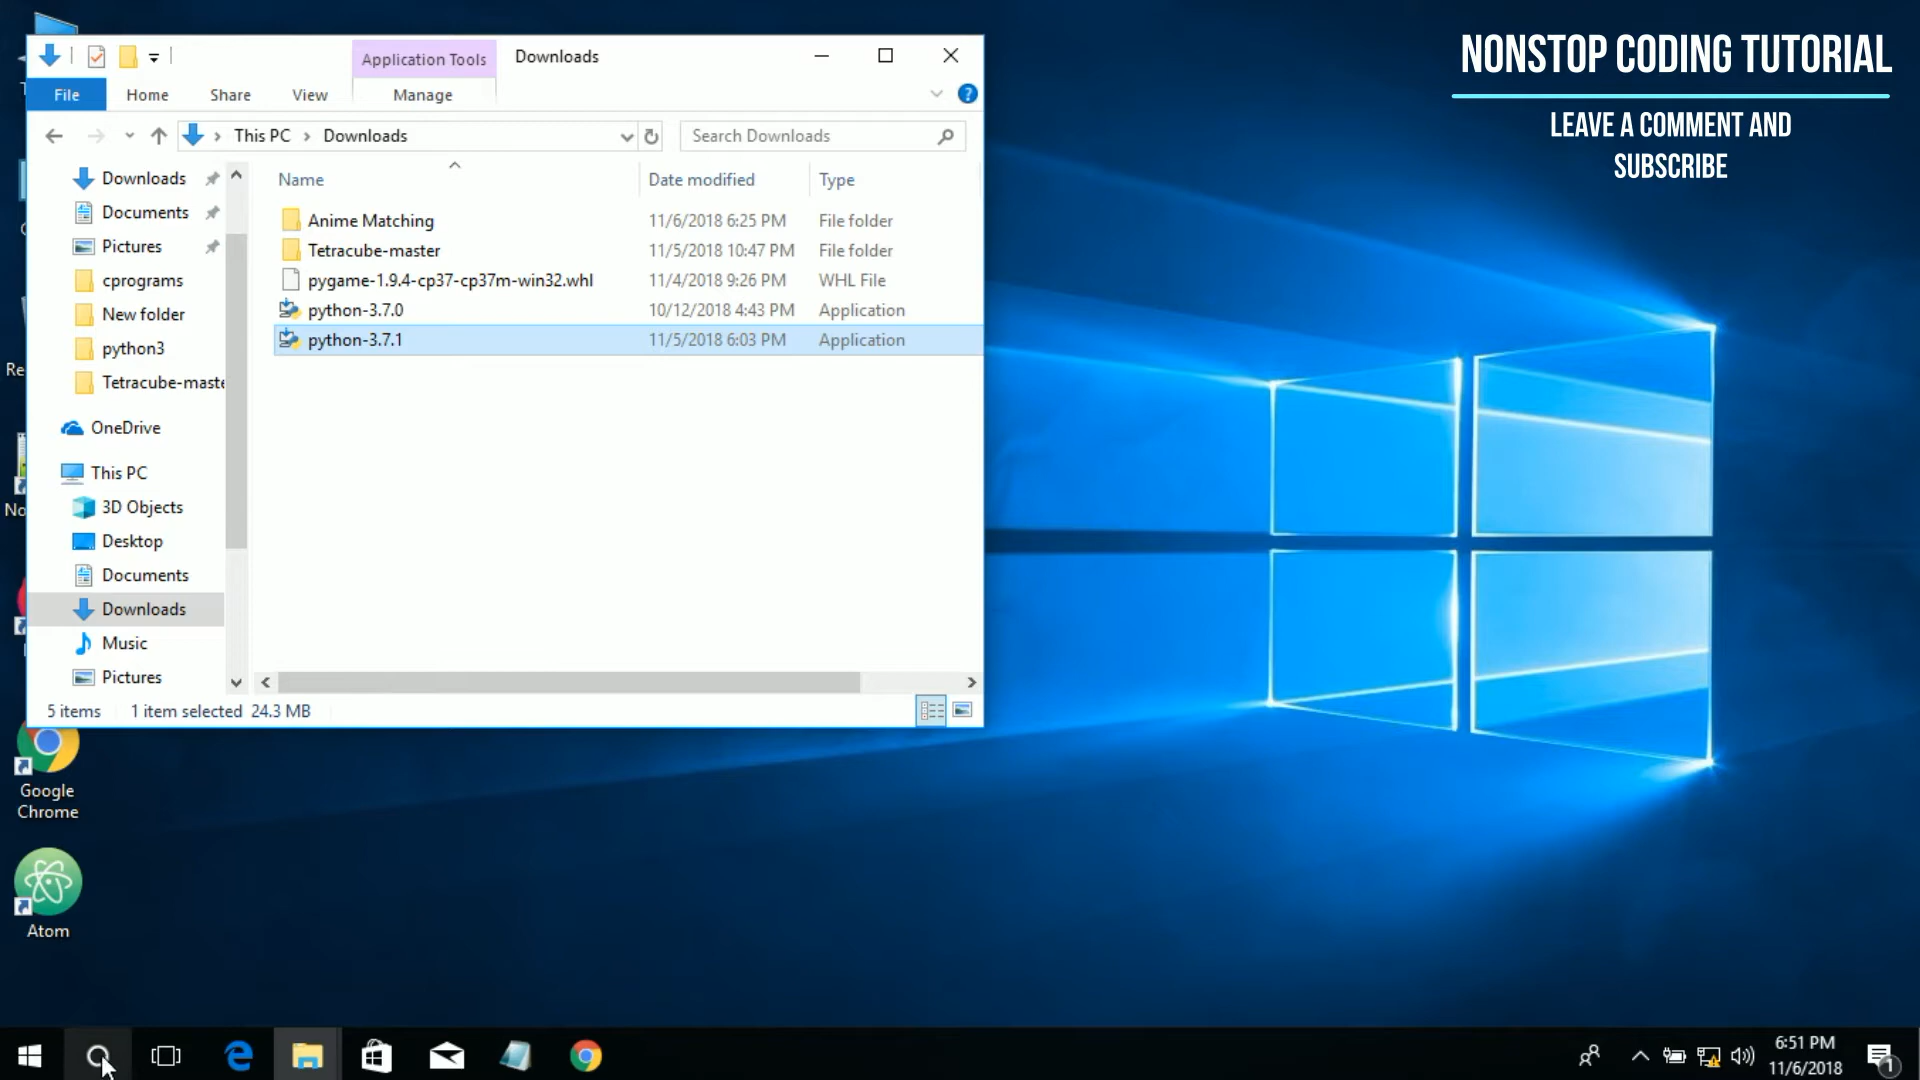 NONSTOP CODING TUTORIAL
LEAVE A COMMENT AND
SUBSCRIBE
Application Tools
Downloads
File
Home
Share
View
Manage
This PC
Downloads
Search Downloads
Downloads
Documents
Pictures
cprograms
New folder
python3
Tetracube-maste
OneDrive
This PC
3D Objects
Desktop
Documents
Downloads
Music
Pictures
Name Date modified Type
Anime Matching 11/6/2018 6:25 PM File folder
Tetracube-master 11/5/2018 10:47 PM File folder
pygame-1.9.4-cp37-cp37m-win32.whl 11/4/2018 9:26 PM WHL File
python-3.7.0 10/12/2018 4:43 PM Application
python-3.7.1 11/5/2018 6:03 PM Application
5 items 1 item selected 24.3 MB
Re
No
Google
Chrome
Atom
6:51 PM
11/6/2018
1